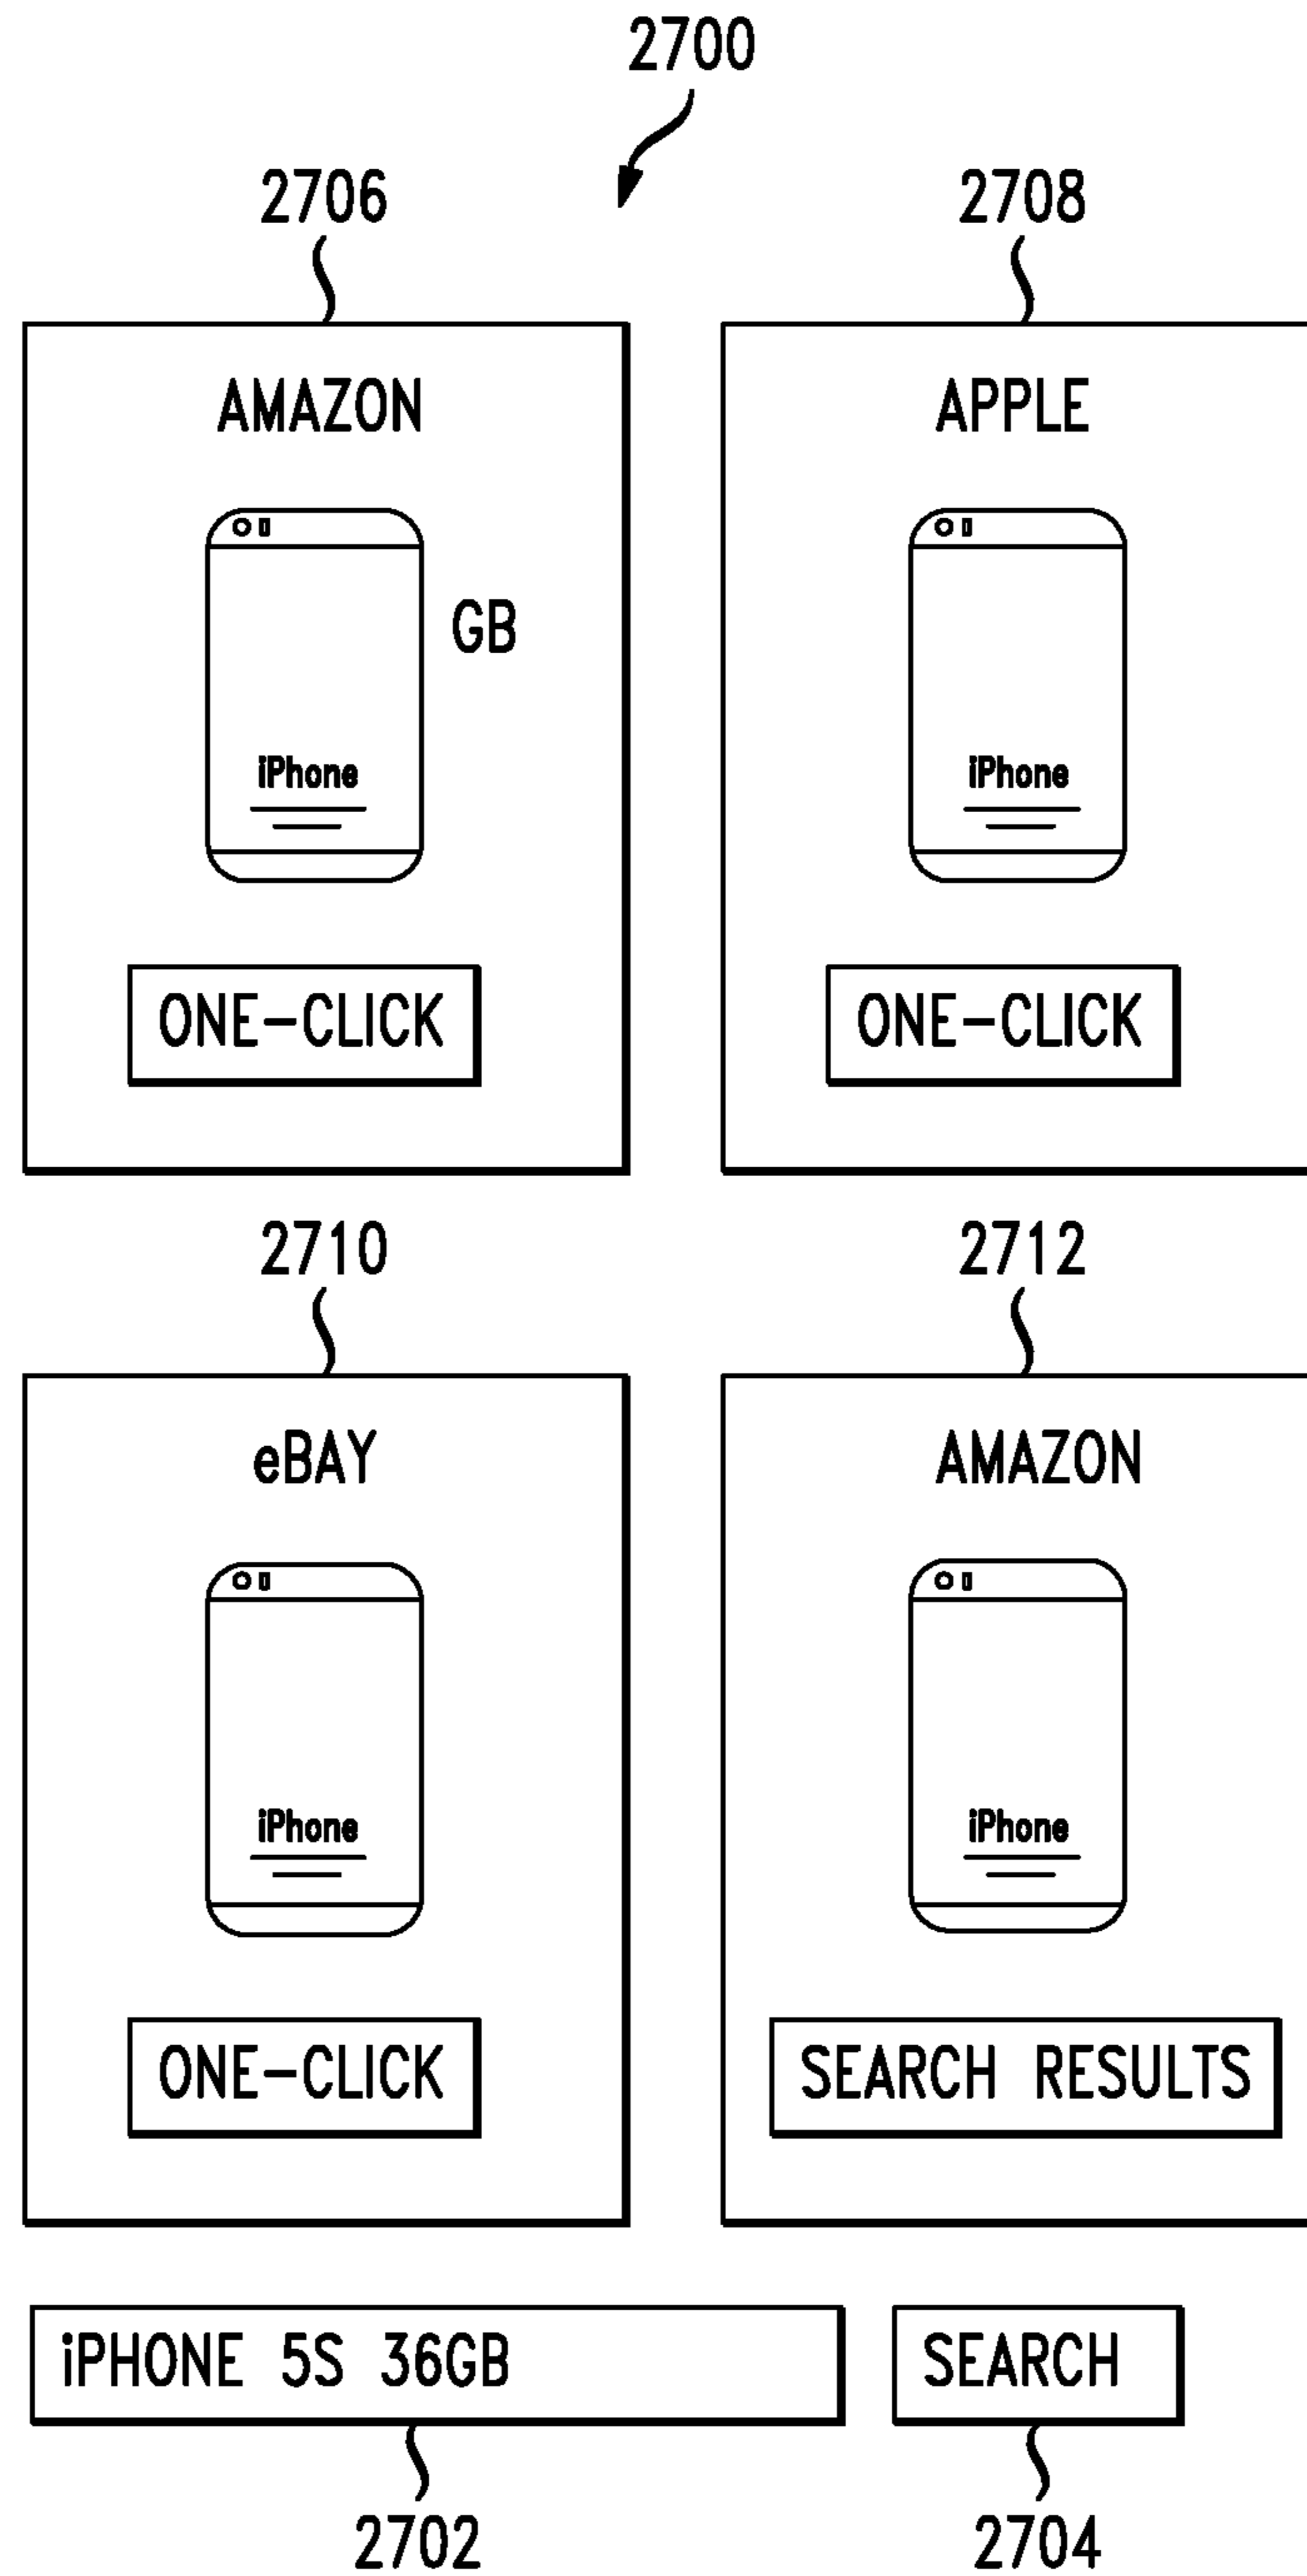 2700
2706
2708
AMAZON
APPLE
GB
iPhone
iPhone
ONE-CLICK
ONE-CLICK
2710
2712
eBAY
AMAZON
iPhone
iPhone
ONE-CLICK
SEARCH RESULTS
iPHONE 5S 36GB
SEARCH
2702
2704